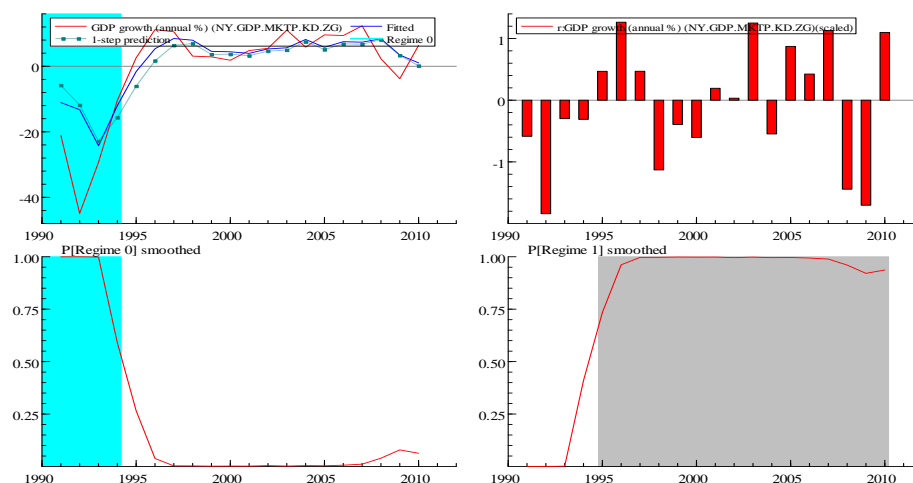 GDP growth (annual %) (NY.GDP.MKTP.KD.ZG) Fitted
1-step prediction Regime 0
0
-20
-40
1990 1995 2000 2005 2010
r:GDP growth (annual %) (NY.GDP.MKTP.KD.ZG)(scaled)
1
0
-1
1990 1995 2000 2005 2010
P[Regime 0] smoothed
1.00
0.75
0.50
0.25
1990 1995 2000 2005 2010
P[Regime 1] smoothed
1.00
0.75
0.50
0.25
1990 1995 2000 2005 2010